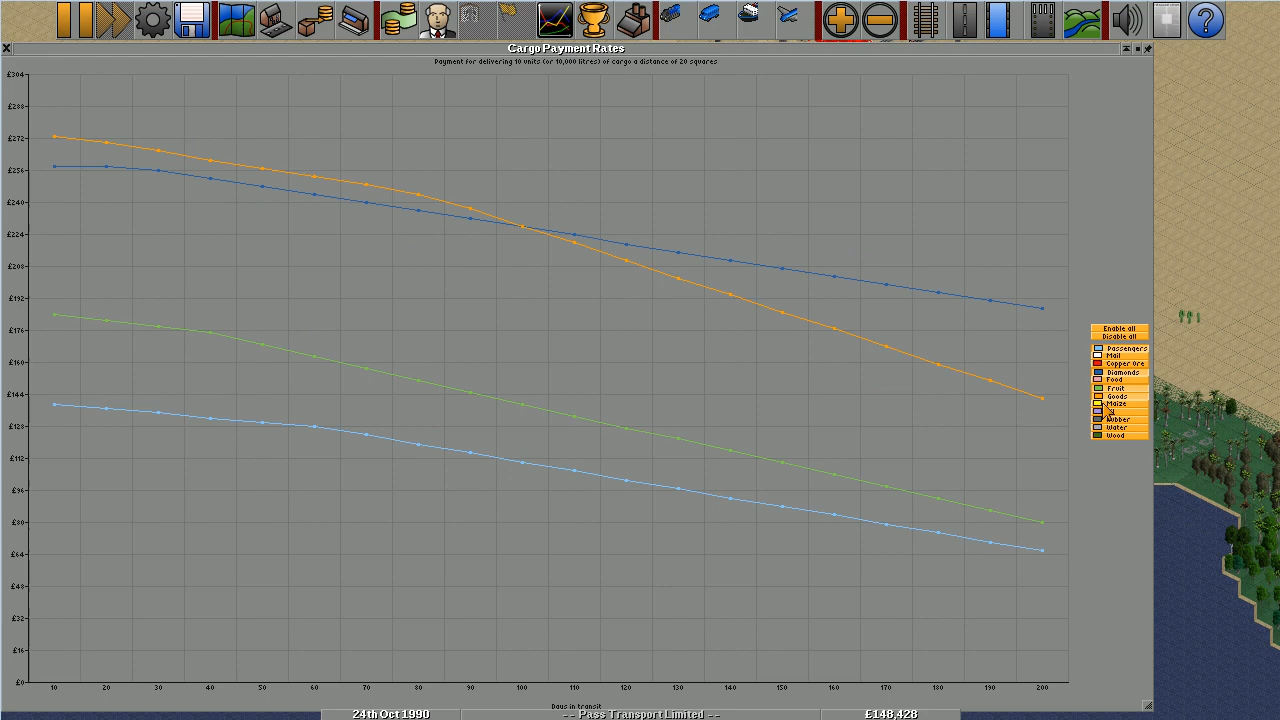 Cargo Payment Rates
Payment for delivering 10 units (or 10,000 litres) of cargo a distance of 20 squares
£304
£288
£272
£256
£240
£224
£208
£192
£176
£160
£144
£128
£112
£96
£80
£64
£48
£32
£16
£0
10 20 30 40 50 60 70 80 90 100 110 120 130 140 150 160 170 180 190 200
Days in transit
Enable all
Disable all
Passengers
Mail
Copper Ore
Diamonds
Food
Fruit
Goods
Maize
Water
Wood
24th Oct 1990
-- Pass Transport Limited --
£148,428